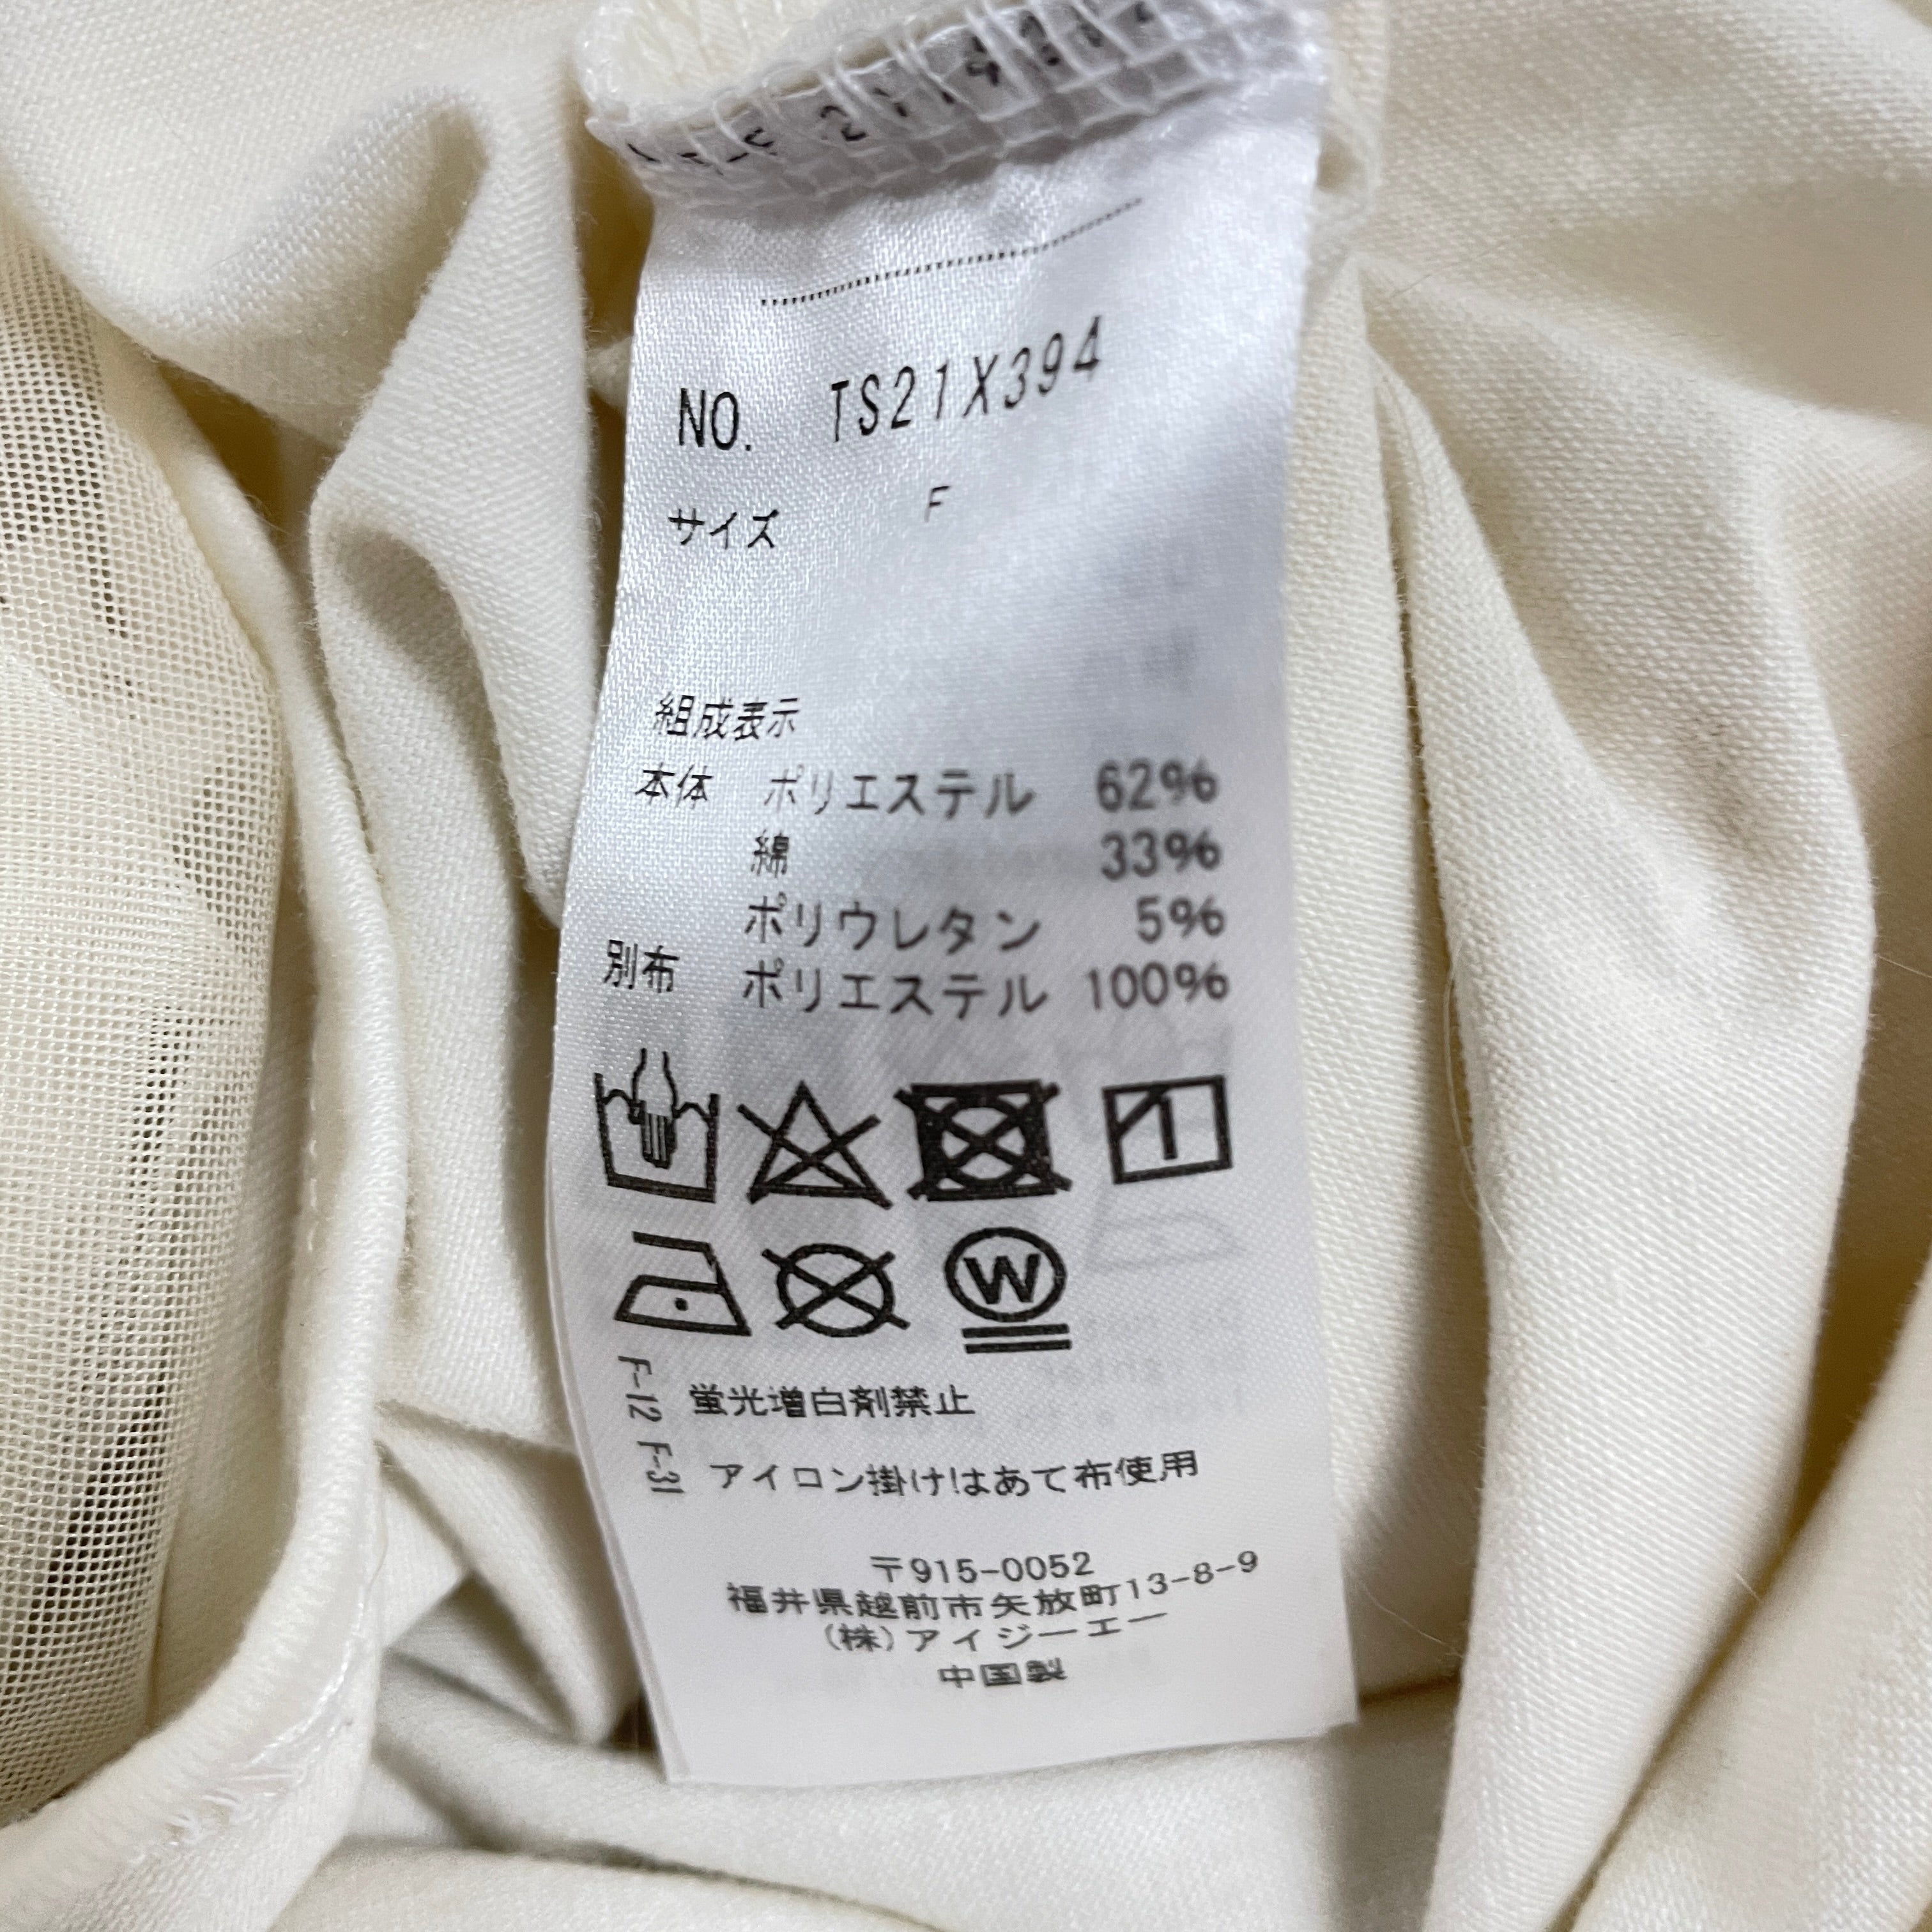 NO. TS21X394
サイズ F
組成表示
本体 ポリエステル 62%
綿 33%
ポリウレタン 5%
別布 ポリエステル 100%
W
F-12 蛍光増白剤禁止
F-31 アイロン掛けはあて布使用
〒915-0052
福井県越前市矢放町13-8-9
(株)アイジーエー
中国製